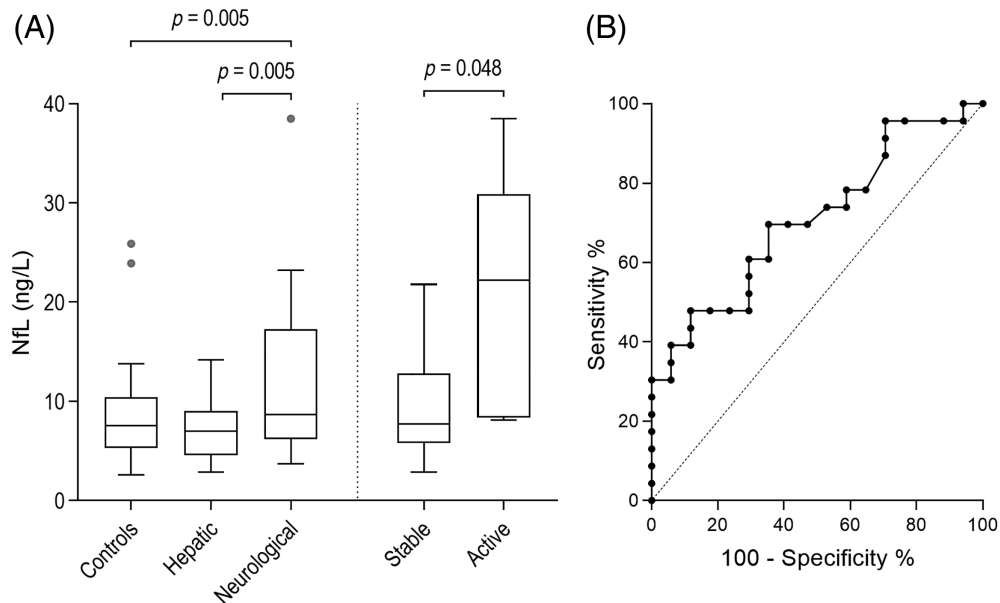 (A)
p = 0.005
p = 0.005
p = 0.048
NfL (ng/L)
40
30
20
10
0
Controls
Hepatic
Neurological
Stable
Active
(B)
Sensitivity %
100
80
60
40
20
0
0 20 40 60 80 100
100 - Specificity %